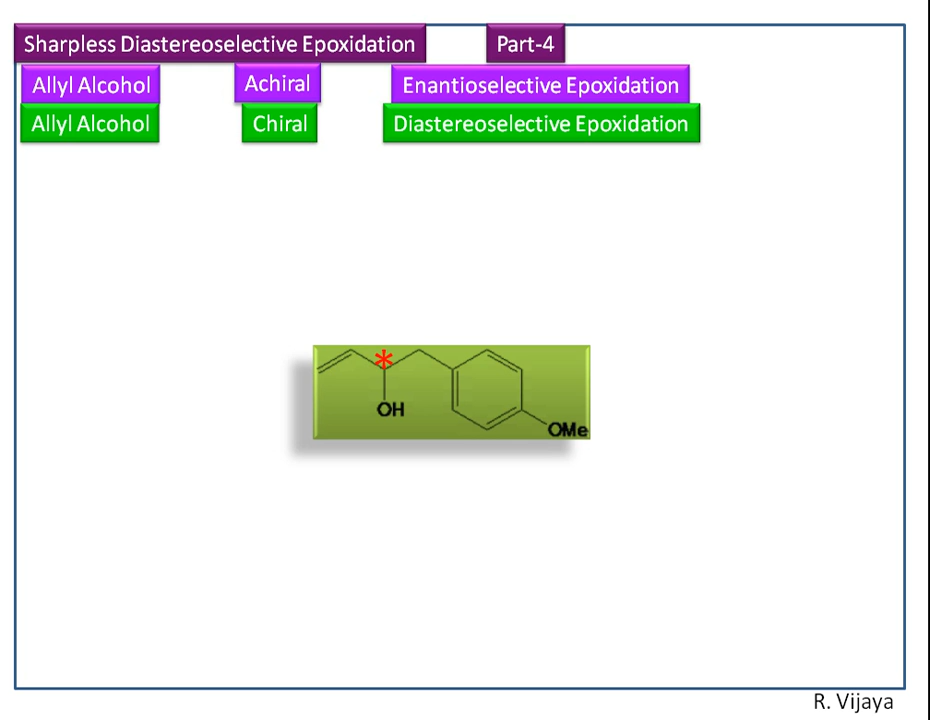 Sharpless Diastereoselective Epoxidation Part-4
Allyl Alcohol Achiral Enantioselective Epoxidation
Allyl Alcohol Chiral Diastereoselective Epoxidation
*
OH
OMe
R. Vijaya